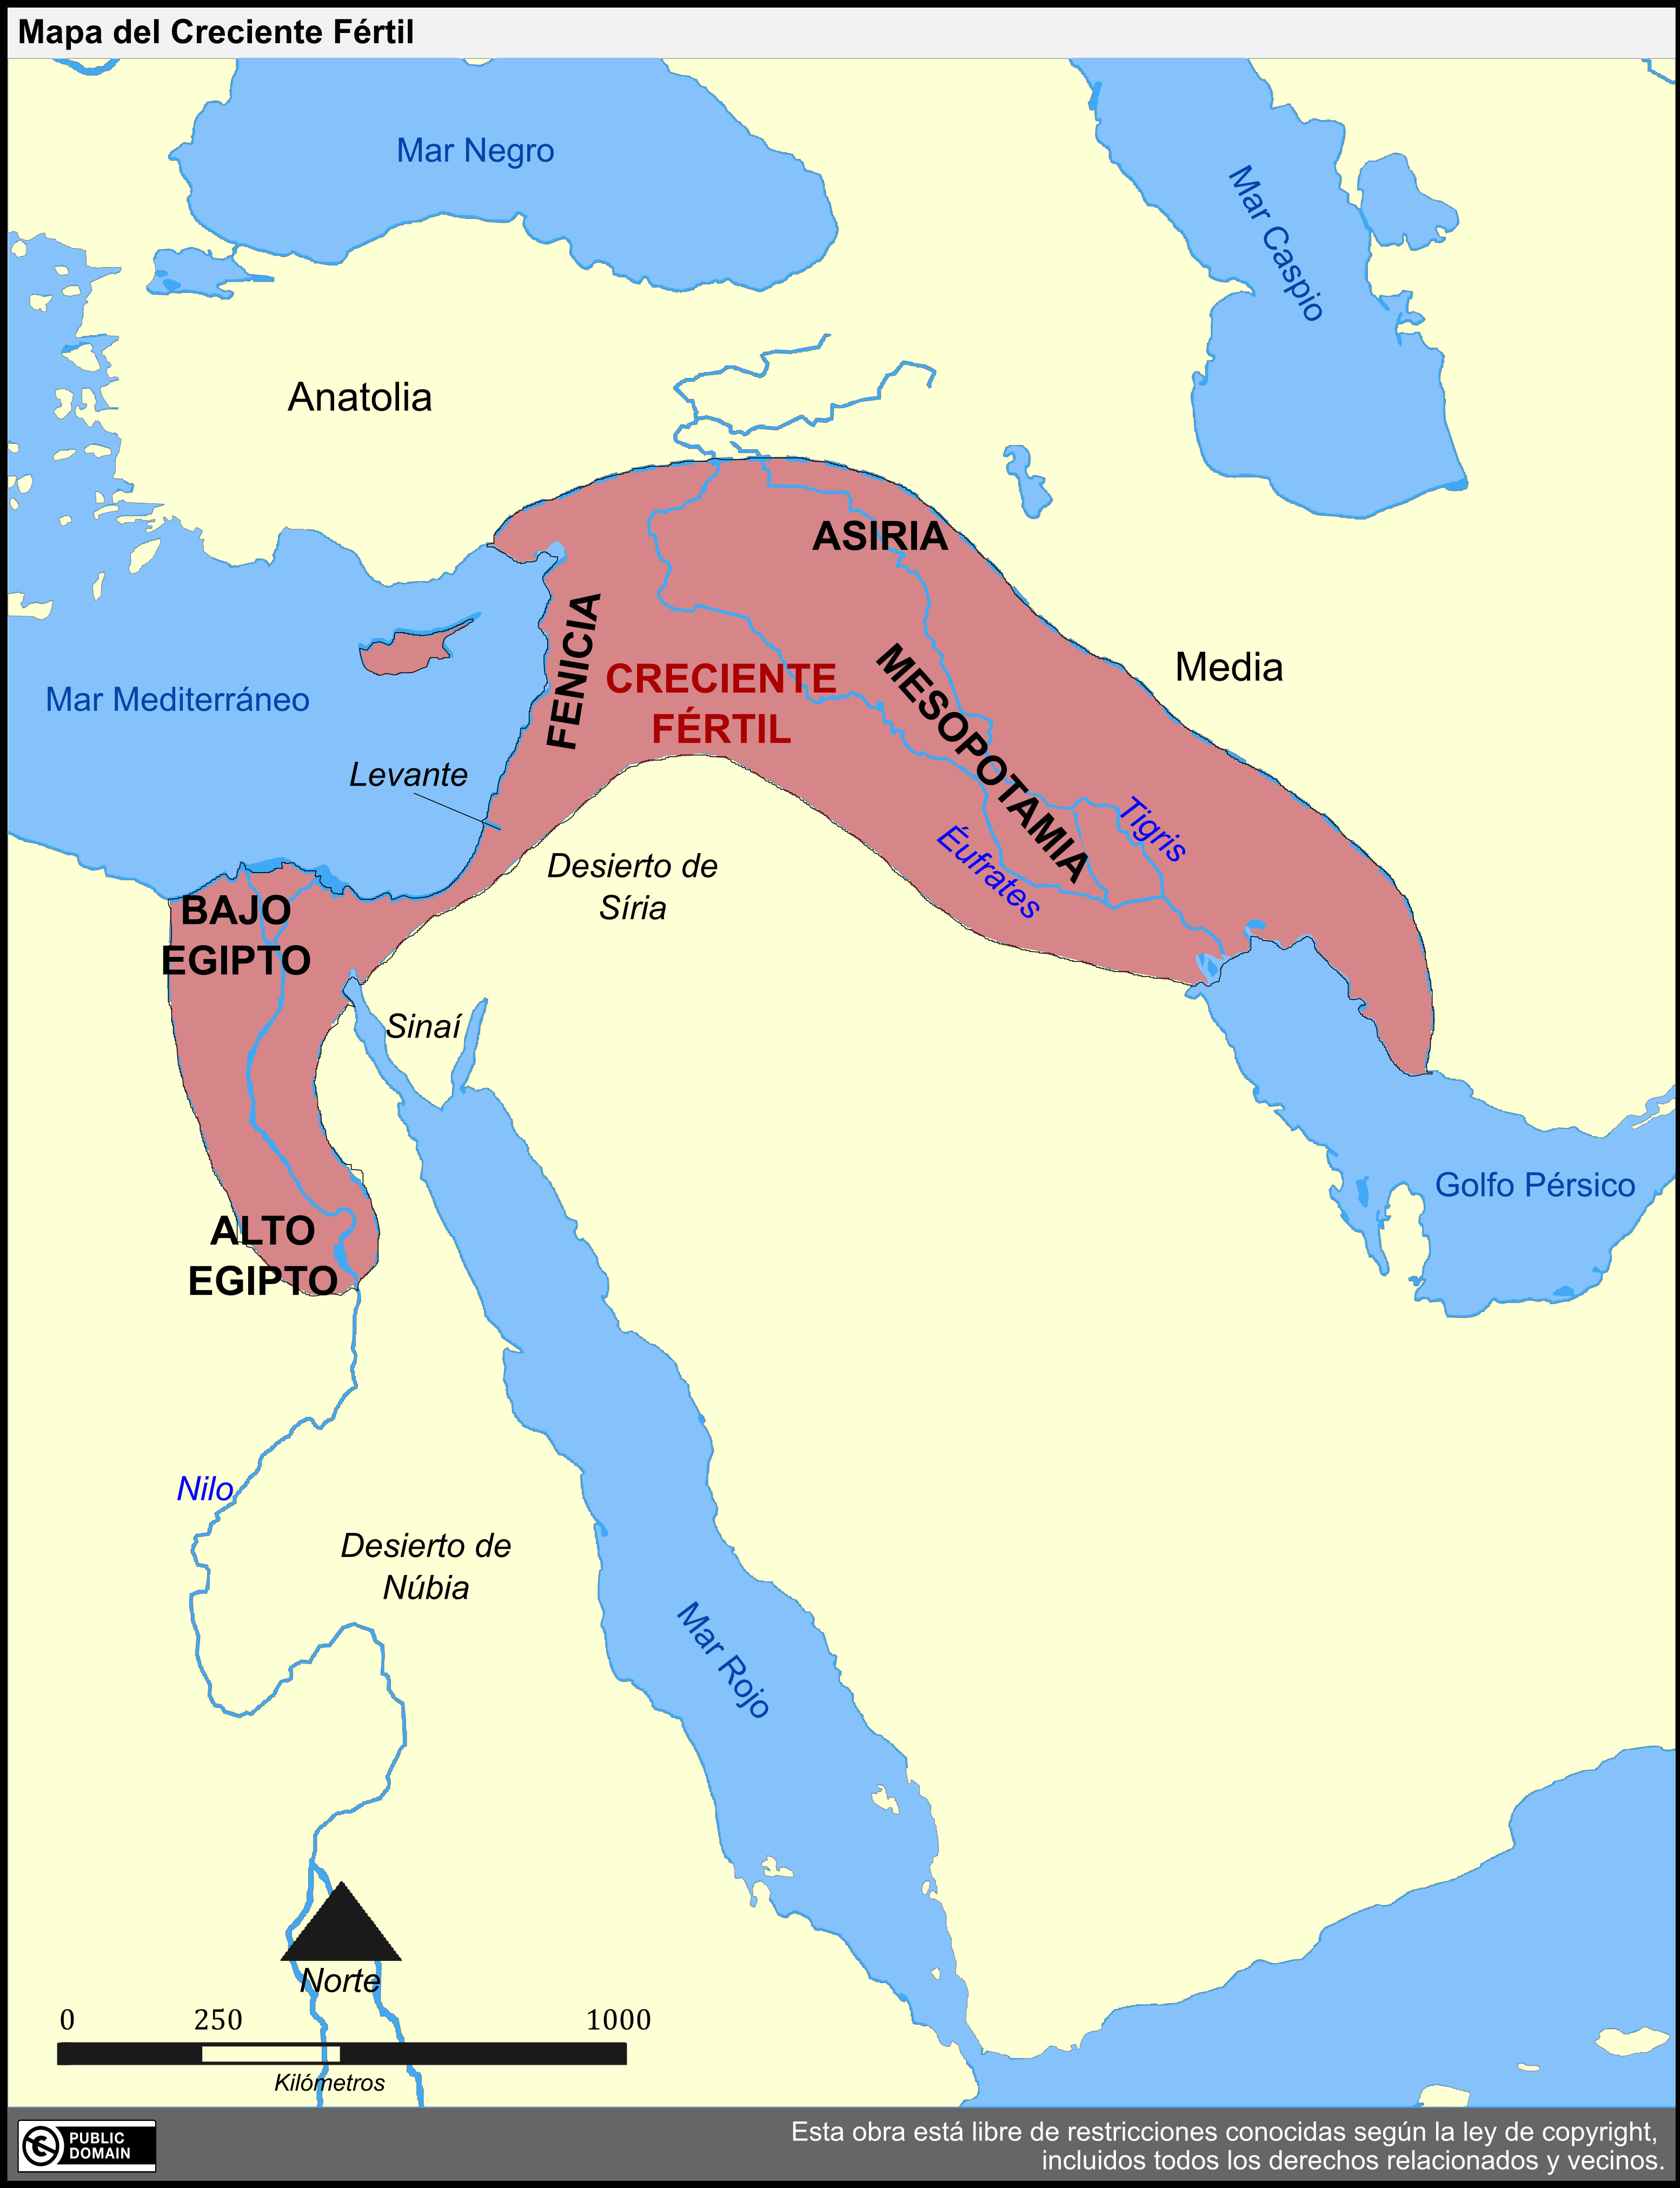 Mapa del Creciente Fértil
Mar Negro
Mar Caspio
Anatolia
ASIRIA
FENICIA
CRECIENTE
FÉRTIL
MESOPOTAMIA
Media
Mar Mediterráneo
Levante
Tigris
Éufrates
Desierto de
Síria
BAJO
EGIPTO
Sinaí
Golfo Pérsico
ALTO
EGIPTO
Nilo
Desierto de
Núbia
Mar Rojo
Norte
0 250 1000
Kilómetros
PUBLIC
DOMAIN
Esta obra está libre de restricciones conocidas según la ley de copyright,
incluidos todos los derechos relacionados y vecinos.